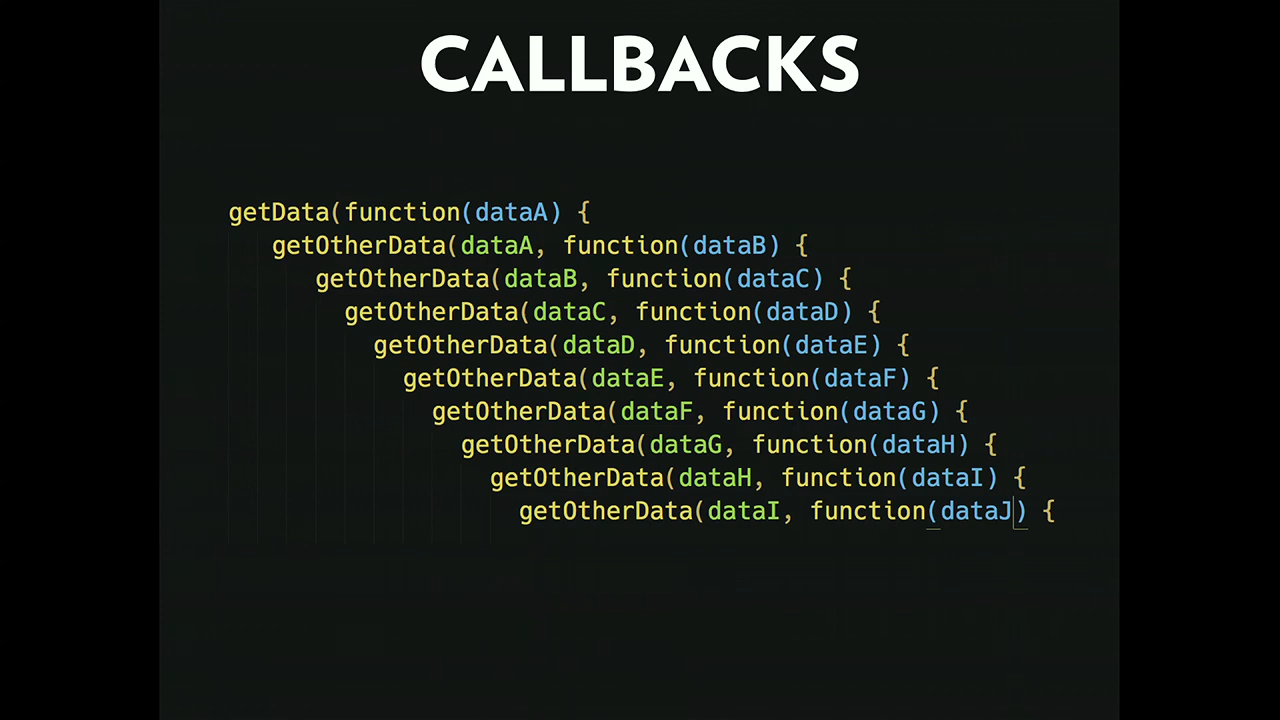 CALLBACKS
getData(function(dataA) {
getOtherData(dataA, function(dataB) {
getOtherData(dataB, function(dataC) {
getOtherData(dataC, function(dataD) {
getOtherData(dataD, function(dataE) {
getOtherData(dataE, function(dataF) {
getOtherData(dataF, function(dataG) {
getOtherData(dataG, function(dataH) {
getOtherData(dataH, function(dataI) {
getOtherData(dataI, function(dataJ) {